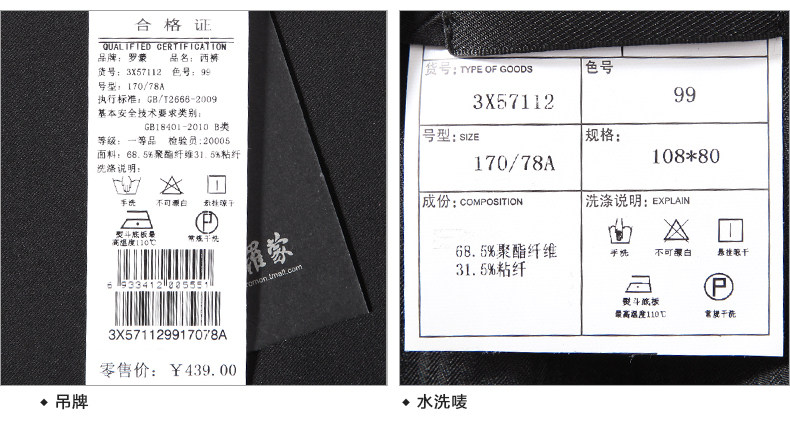 合格证
QUALIFIED CERTIFICATION
品牌：罗蒙 品名：西裤
货号：3X57112 色号：99
号型：170/78A
执行标准：GB/T2666-2009
基本安全技术要求类别：
GB18401-2010 B类
等级：一等品 检验员：20005
面料：68.5%聚酯纤维31.5%粘纤
洗涤说明：
手洗 不可漂白 悬挂晾干
熨斗底板最
高温度110℃ 常规干洗
6 933412 005551
3X571129917078A
零售价：￥439.00
罗蒙
romon.tmall.com
◆ 吊牌
货号：TYPE OF GOODS 色号
3X57112 99
号型：SIZE 规格：
170/78A 108*80
成份：COMPOSITION 洗涤说明：EXPLAIN
68.5%聚酯纤维
31.5%粘纤
手洗 不可漂白 悬挂晾干
P
熨斗底板
最高温度110℃ 常规干洗
◆ 水洗唛